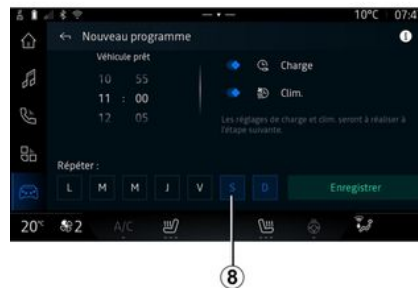 10°C 07:4
Nouveau programme
Véhicule prêt
10 55
11 : 00
12 05
Charge
Clim.
Les réglages de charge et clim. seront à réaliser à
l'étape suivante.
Répéter :
L M M J V S D
Enregistrer
20°C 2 A/C
8